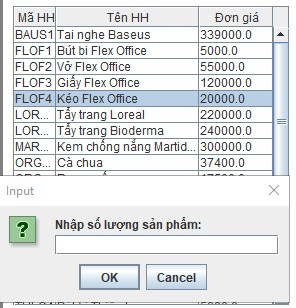 Mã HH Tên HH Đơn giá
BAUS1 Tai nghe Baseus 339000.0
FLOF1 Bút bi Flex Office 5000.0
FLOF2 Vở Flex Office 55000.0
FLOF3 Giấy Flex Office 120000.0
FLOF4 Kéo Flex Office 20000.0
LOR... Tẩy trang Loreal 220000.0
LOR... Tẩy trang Bioderma 240000.0
MAR... Kem chống nắng Martid... 300000.0
ORG... Cà chua 37400.0
Input
Nhập số lượng sản phẩm:
OK Cancel